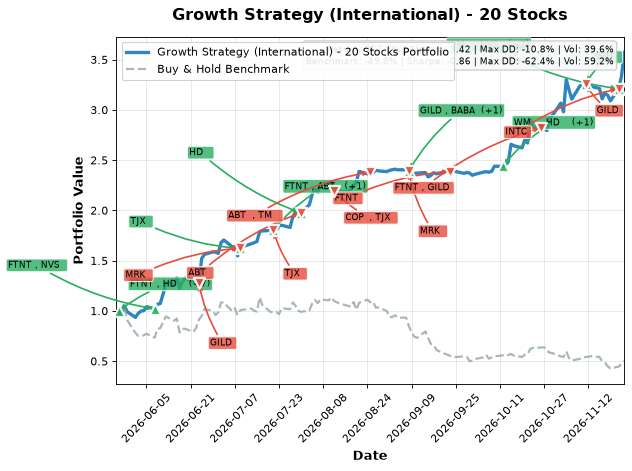 Growth Strategy (International) - 20 Stocks
Growth Strategy (International) - 20 Stocks Portfolio
Buy & Hold Benchmark
.42 | Max DD: -10.8% | Vol: 39.6%
Benchmark: -49.8% | Sharpe: -0.86 | Max DD: -62.4% | Vol: 59.2%
Portfolio Value
3.5
3.0
2.5
2.0
1.5
1.0
0.5
GILD
GILD , BABA (+1)
WM HD (+1)
INTC
HD
FTNT , ABT (+1)
FTNT
FTNT , GILD
ABT , TM
COP , TJX
TJX
MRK
FTNT , NVS
MRK
ABT
TJX
FTNT , HD
GILD
2026-06-05
2026-06-21
2026-07-07
2026-07-23
2026-08-08
2026-08-24
2026-09-09
2026-09-25
2026-10-11
2026-10-27
2026-11-12
Date